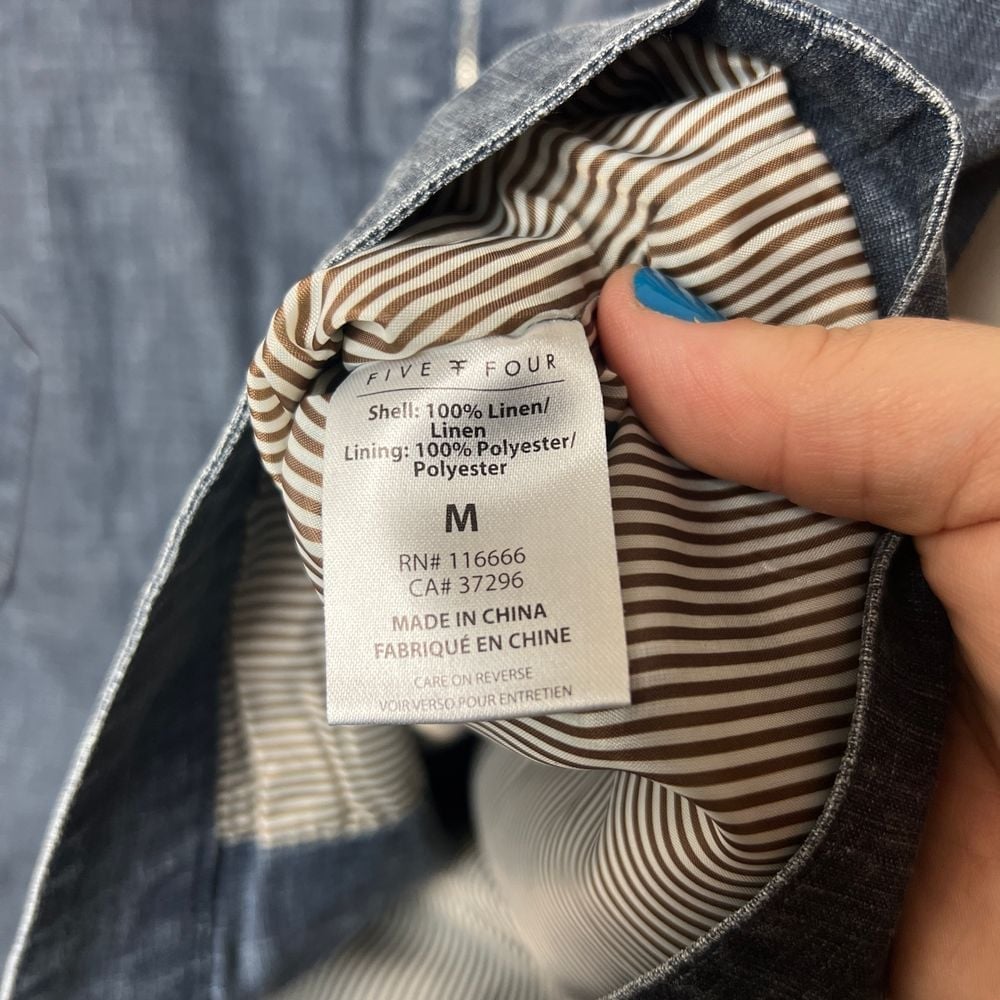 FIVE FOUR
Shell: 100% Linen/
Linen
Lining: 100% Polyester/
Polyester
M
RN# 116666
CA# 37296
MADE IN CHINA
FABRIQUÉ EN CHINE
CARE ON REVERSE
VOIR VERSO POUR ENTRETIEN